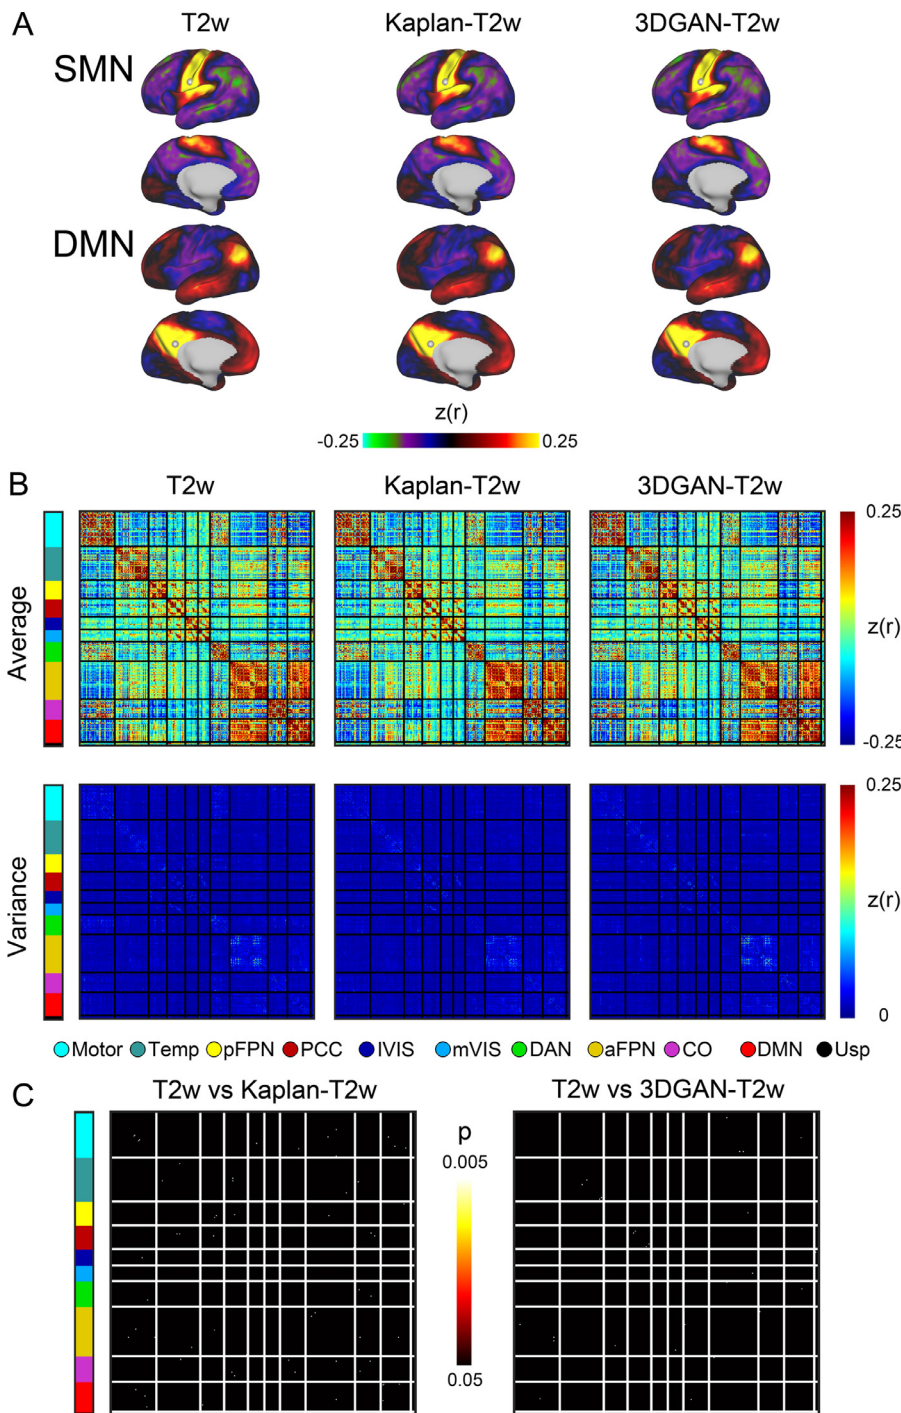 A
T2w
Kaplan-T2w
3DGAN-T2w
SMN
DMN
z(r)
-0.25
0.25
B
T2w
Kaplan-T2w
3DGAN-T2w
Average
0.25
z(r)
-0.25
Variance
0.25
z(r)
0
Motor
Temp
pFPN
PCC
lVIS
mVIS
DAN
aFPN
CO
DMN
Usp
C
T2w vs Kaplan-T2w
T2w vs 3DGAN-T2w
p
0.005
0.05